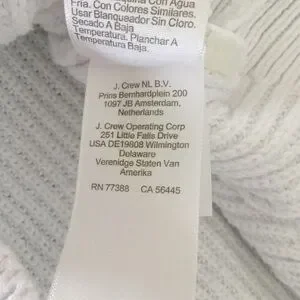 Fria. Con Colores Similares.
Usar Blanqueador Sin Cloro.
Secado A Baja
Temperatura. Planchar A
Temperatura Baja.
J. Crew NL B.V.
Prins Bernhardplein 200
1097 JB Amsterdam,
Netherlands
J. Crew Operating Corp
251 Little Falls Drive
USA DE19808 Wilmington
Delaware
Verenidge Staten Van
Amerika
RN 77388 CA 56445